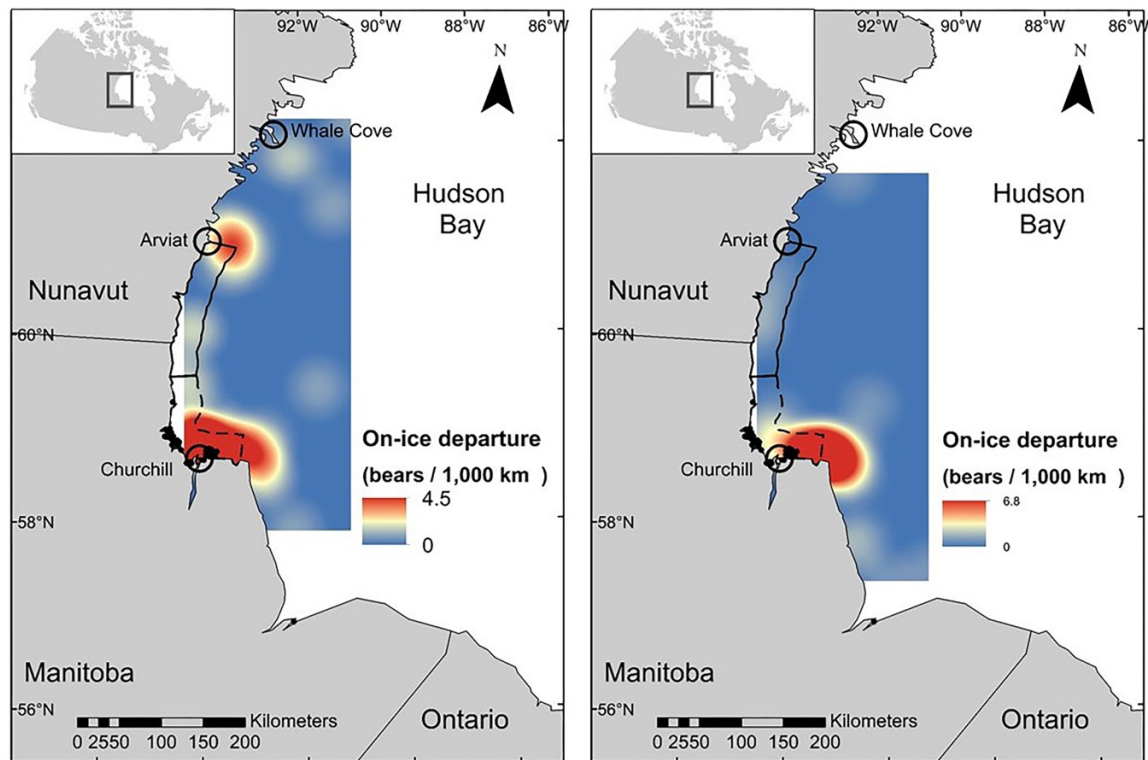 92°W 90°W 88°W 86°W
N
Whale Cove
Hudson
Bay
Arviat
Nunavut
60°N
On-ice departure
(bears / 1,000 km )
4.5
0
Churchill
58°N
Manitoba
56°N
Kilometers
0 2550 100 150 200
Ontario
92°W 90°W 88°W 86°W
N
Whale Cove
Hudson
Bay
Arviat
Nunavut
60°N
On-ice departure
(bears / 1,000 km )
6.8
0
Churchill
58°N
Manitoba
56°N
Kilometers
0 2550 100 150 200
Ontario